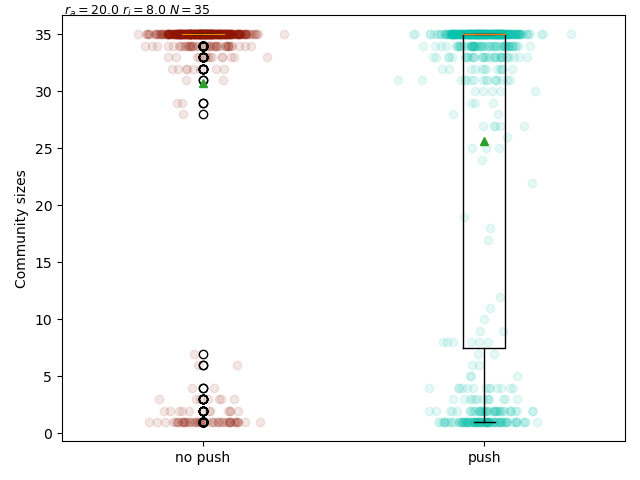 r_a = 20.0 r_i = 8.0 N = 35
Community sizes
35
30
25
20
15
10
5
0
no push
push